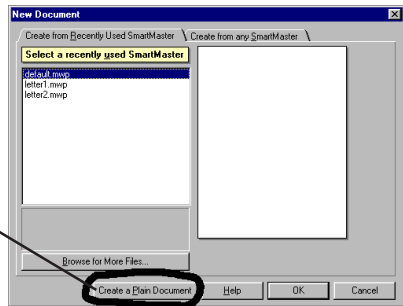 New Document
Create from Recently Used SmartMaster
Create from any SmartMaster
Select a recently used SmartMaster
default.mwp
letter1.mwp
letter2.mwp
Browse for More Files...
Create a Plain Document
Help
OK
Cancel